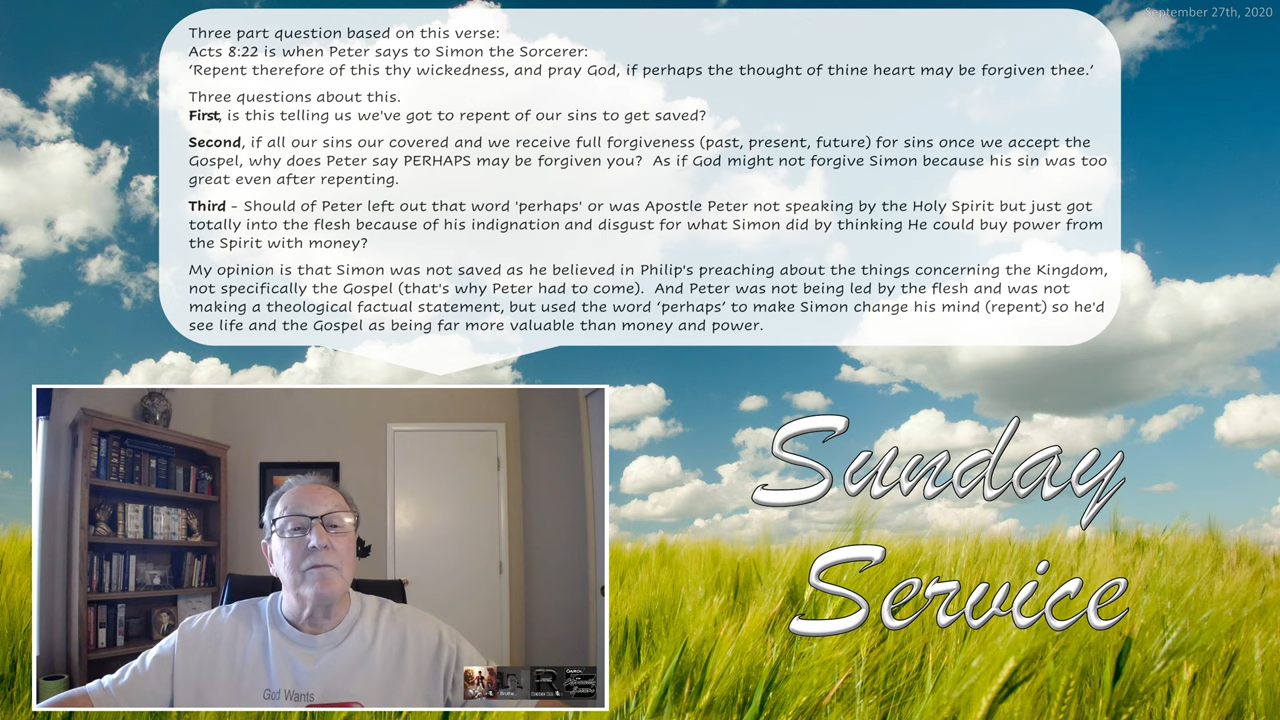 September 27th, 2020
Three part question based on this verse:
Acts 8:22 is when Peter says to Simon the Sorcerer:
‘Repent therefore of this thy wickedness, and pray God, if perhaps the thought of thine heart may be forgiven thee.’
Three questions about this.
First, is this telling us we've got to repent of our sins to get saved?
Second, if all our sins our covered and we receive full forgiveness (past, present, future) for sins once we accept the
Gospel, why does Peter say PERHAPS may be forgiven you? As if God might not forgive Simon because his sin was too
great even after repenting.
Third - Should of Peter left out that word 'perhaps' or was Apostle Peter not speaking by the Holy Spirit but just got
totally into the flesh because of his indignation and disgust for what Simon did by thinking He could buy power from
the Spirit with money?
My opinion is that Simon was not saved as he believed in Philip's preaching about the things concerning the Kingdom,
not specifically the Gospel (that's why Peter had to come). And Peter was not being led by the flesh and was not
making a theological factual statement, but used the word ‘perhaps’ to make Simon change his mind (repent) so he'd
see life and the Gospel as being far more valuable than money and power.
Sunday
Service
God Wants